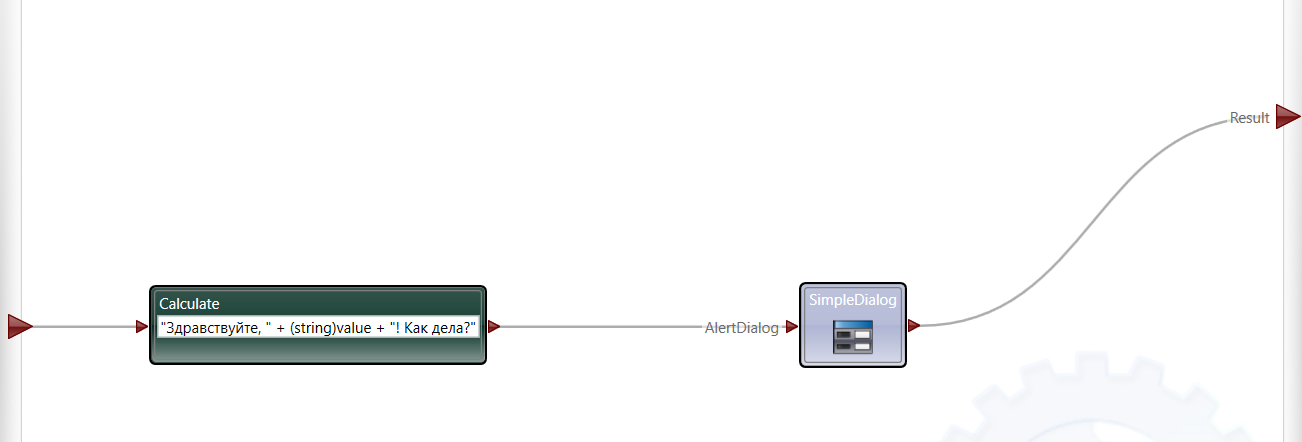 Result
Calculate
"Здравствуйте, " + (string)value + "! Как дела?"
AlertDialog
SimpleDialog